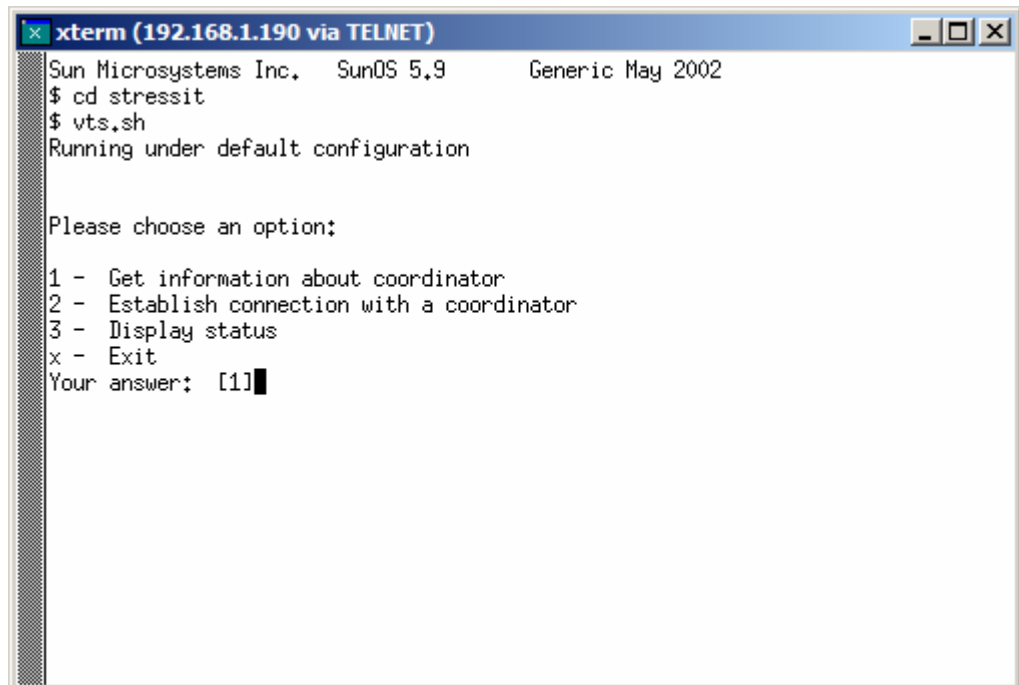 xterm (192.168.1.190 via TELNET)
Sun Microsystems Inc.   SunOS 5.9       Generic May 2002
$ cd stressit
$ vts.sh
Running under default configuration
Please choose an option:
1 -  Get information about coordinator
2 -  Establish connection with a coordinator
3 -  Display status
x -  Exit
Your answer:  [1]